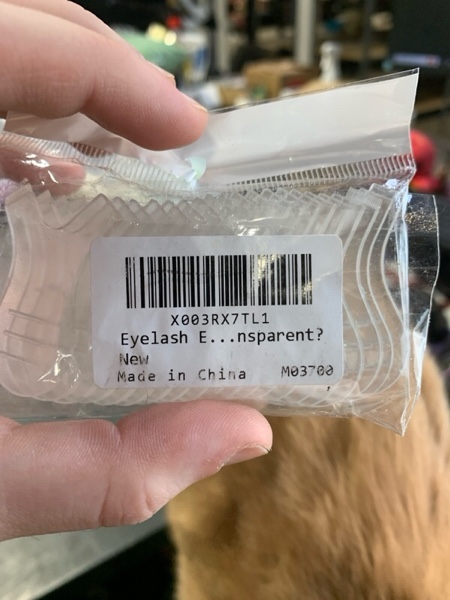 X003RX7TL1
Eyelash E...nsparent?
New
Made in China M03700